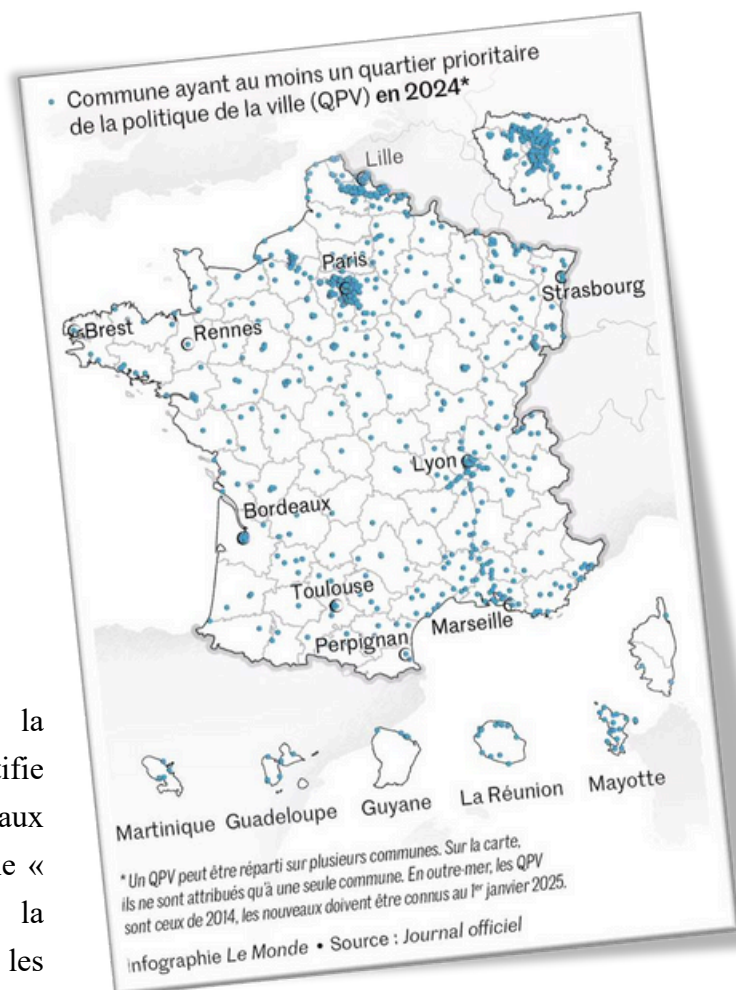 • Commune ayant au moins un quartier prioritaire
de la politique de la ville (QPV) en 2024*
Lille
Paris
Strasbourg
Brest
Rennes
Lyon
Bordeaux
Toulouse
Marseille
Perpignan
Martinique
Guadeloupe
Guyane
La Réunion
Mayotte
* Un QPV peut être réparti sur plusieurs communes. Sur la carte,
ils ne sont attribués qu'à une seule commune. En outre-mer, les QPV
sont ceux de 2014, les nouveaux doivent être connus au 1er janvier 2025.
Infographie Le Monde • Source : Journal officiel
la
tifie
aux
e «
la
les